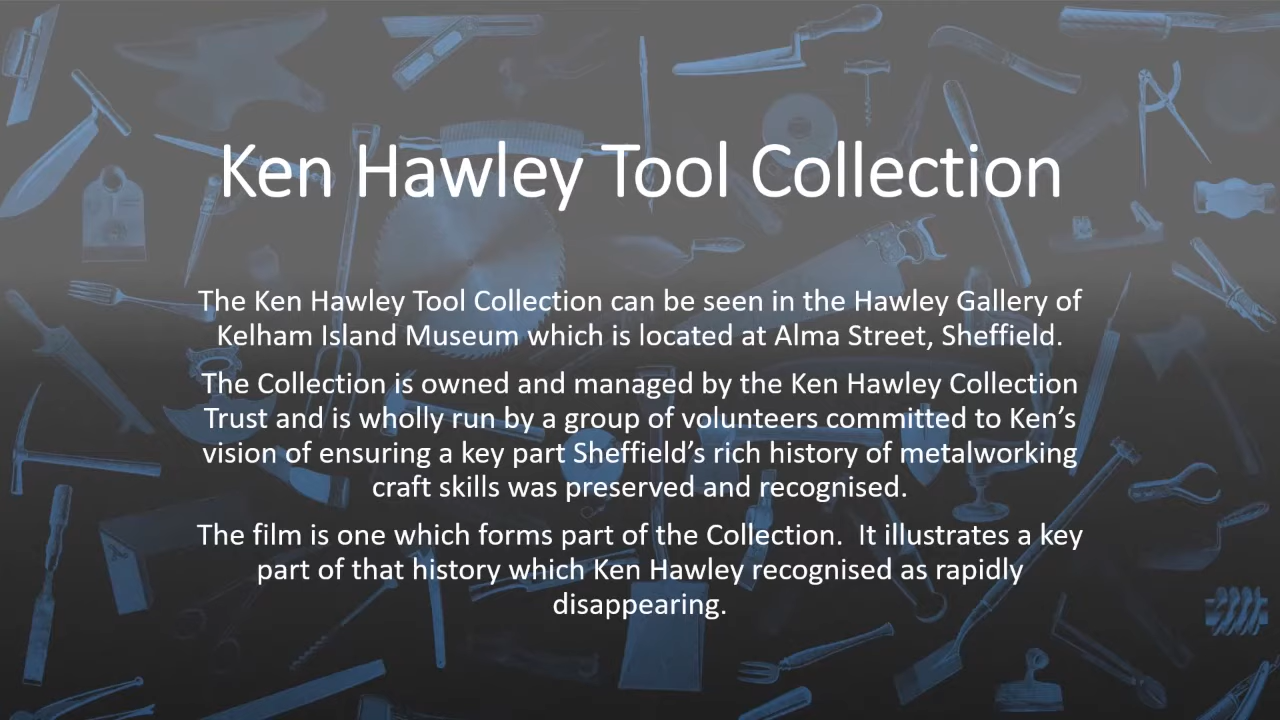 Ken Hawley Tool Collection
The Ken Hawley Tool Collection can be seen in the Hawley Gallery of
Kelham Island Museum which is located at Alma Street, Sheffield.
The Collection is owned and managed by the Ken Hawley Collection
Trust and is wholly run by a group of volunteers committed to Ken’s
vision of ensuring a key part Sheffield’s rich history of metalworking
craft skills was preserved and recognised.
The film is one which forms part of the Collection.  It illustrates a key
part of that history which Ken Hawley recognised as rapidly
disappearing.